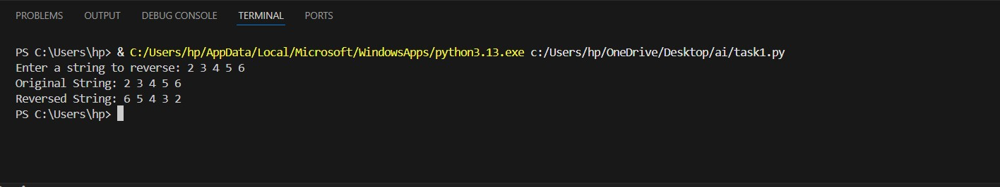 PROBLEMS OUTPUT DEBUG CONSOLE TERMINAL PORTS
PS C:\Users\hp> & C:/Users/hp/AppData/Local/Microsoft/WindowsApps/python3.13.exe c:/Users/hp/OneDrive/Desktop/ai/task1.py
Enter a string to reverse: 2 3 4 5 6
Original String: 2 3 4 5 6
Reversed String: 6 5 4 3 2
PS C:\Users\hp>